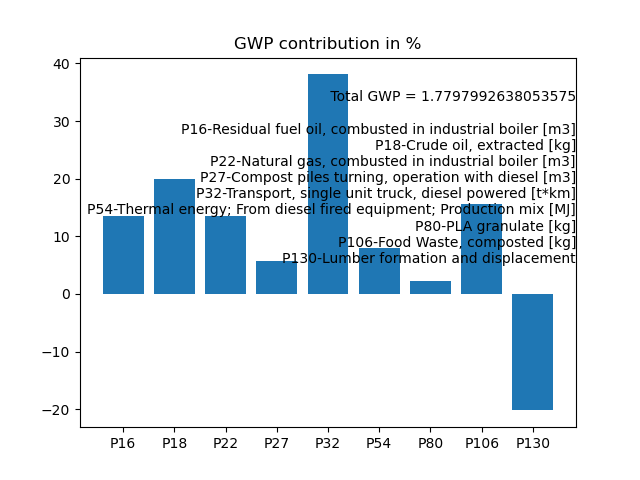 GWP contribution in %
40
30
20
10
0
−10
−20
Total GWP = 1.7797992638053575
P16-Residual fuel oil, combusted in industrial boiler [m3]
P18-Crude oil, extracted [kg]
P22-Natural gas, combusted in industrial boiler [m3]
P27-Compost piles turning, operation with diesel [m3]
P32-Transport, single unit truck, diesel powered [t*km]
P54-Thermal energy; From diesel fired equipment; Production mix [MJ]
P80-PLA granulate [kg]
P106-Food Waste, composted [kg]
P130-Lumber formation and displacement
P16 P18 P22 P27 P32 P54 P80 P106 P130